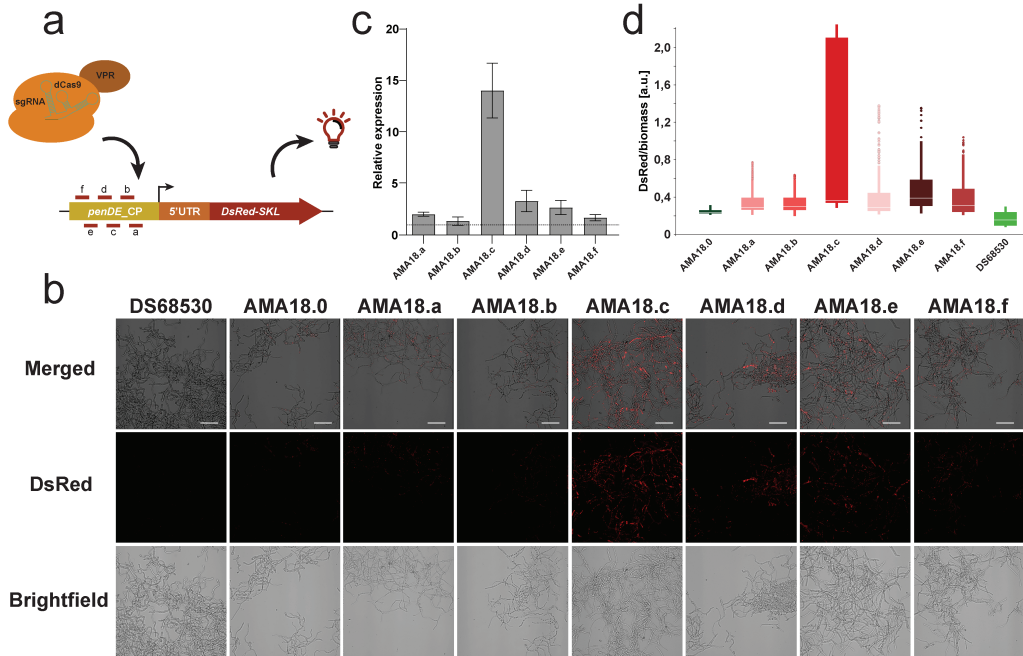 a
VPR
dCas9
sgRNA
f d b
penDE_CP
5'UTR
DsRed-SKL
e c a
c
Relative expression
20
15
10
5
0
AMA18.a
AMA18.b
AMA18.c
AMA18.d
AMA18.e
AMA18.f
d
DsRed/biomass [a.u.]
2,0
1,6
1,2
0,8
0,4
0
AMA18.0
AMA18.a
AMA18.b
AMA18.c
AMA18.d
AMA18.e
AMA18.f
DS68530
b
DS68530 AMA18.0 AMA18.a AMA18.b AMA18.c AMA18.d AMA18.e AMA18.f
Merged
DsRed
Brightfield